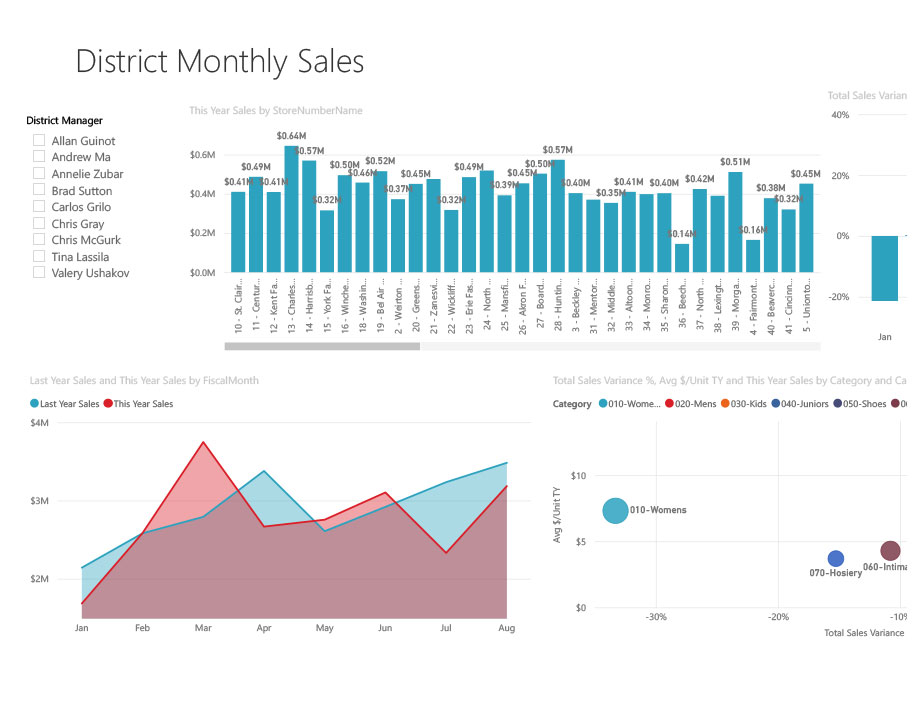 District Monthly Sales
District Manager
Allan Guinot
Andrew Ma
Annelie Zubar
Brad Sutton
Carlos Grilo
Chris Gray
Chris McGurk
Tina Lassila
Valery Ushakov
This Year Sales by StoreNumberName
$0.6M
$0.4M
$0.2M
$0.0M
$0.41M
$0.49M
$0.41M
$0.64M
$0.57M
$0.32M
$0.50M
$0.46M
$0.52M
$0.37M
$0.45M
$0.32M
$0.49M
$0.39M
$0.45M
$0.50M
$0.57M
$0.40M
$0.35M
$0.41M
$0.40M
$0.14M
$0.42M
$0.51M
$0.16M
$0.38M
$0.32M
$0.45M
10 - St. Clair...
11 - Centur...
12 - Kent Fa...
13 - Charles...
14 - Harrisb...
15 - York Fa...
16 - Winche...
18 - Washin...
19 - Bel Air ...
2 - Weirton ...
20 - Greens...
21 - Zanesvi...
22 - Wickliff...
23 - Erie Fas...
24 - North ...
25 - Mansfi...
26 - Akron F...
27 - Board...
28 - Huntin...
3 - Beckley ...
31 - Mentor...
32 - Middle...
33 - Altoon...
34 - Monro...
35 - Sharon...
36 - Beech...
37 - North ...
38 - Lexingt...
39 - Morga...
4 - Fairmont...
40 - Beaverc...
41 - Cincinn...
5 - Unionto...
Total Sales Varian
40%
20%
0%
-20%
Jan
Last Year Sales and This Year Sales by FiscalMonth
Last Year Sales This Year Sales
$4M
$3M
$2M
Jan Feb Mar Apr May Jun Jul Aug
Total Sales Variance %, Avg $/Unit TY and This Year Sales by Category and Ca
Category 010-Wome... 020-Mens 030-Kids 040-Juniors 050-Shoes 06
Avg $/Unit TY
$10
$5
$0
010-Womens
070-Hosiery
060-Intima
-30% -20% -10%
Total Sales Variance